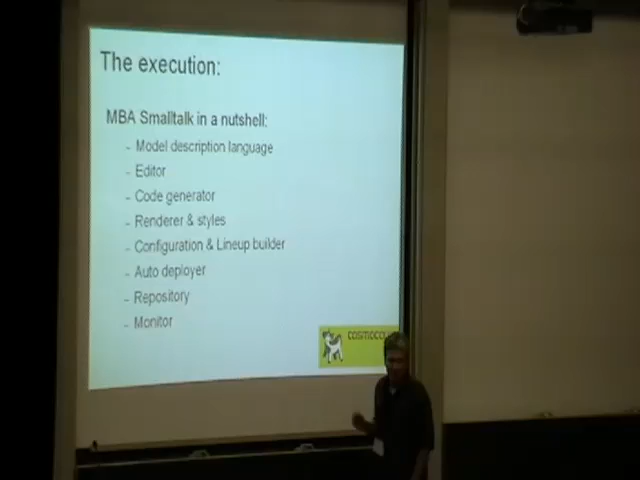 The execution:
MBA Smalltalk in a nutshell:
- Model description language
- Editor
- Code generator
- Renderer & styles
- Configuration & Lineup builder
- Auto deployer
- Repository
- Monitor